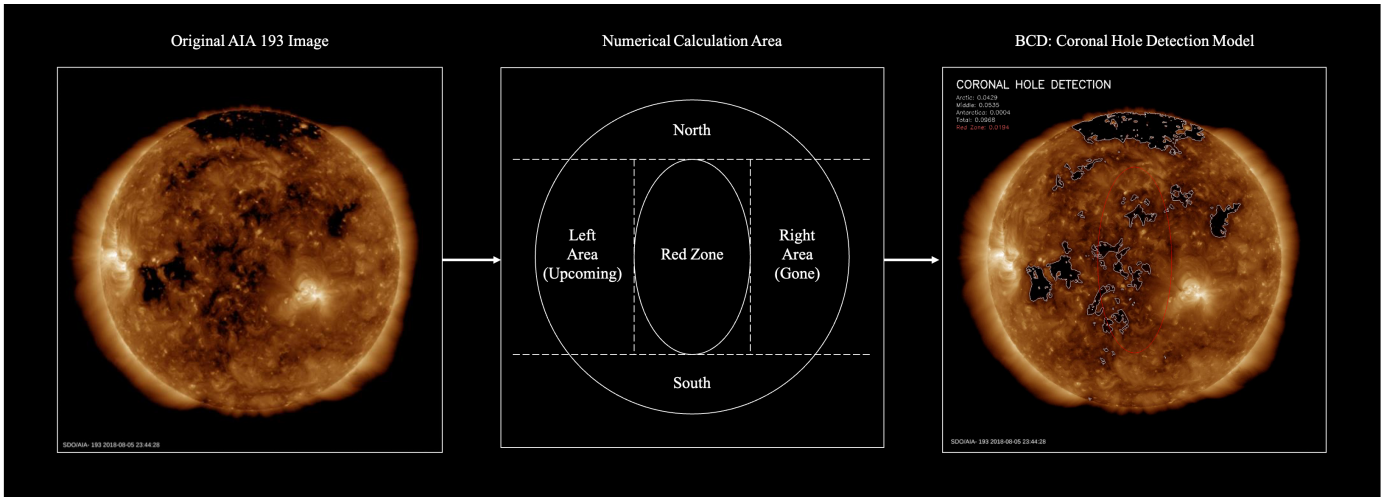 Original AIA 193 Image
Numerical Calculation Area
BCD: Coronal Hole Detection Model
SDO/AIA- 193 2018-08-05 23:44:28
North
Left
Area
(Upcoming)
Red Zone
Right
Area
(Gone)
South
CORONAL HOLE DETECTION
Arctic: 0.0429
Middle: 0.0535
Antarctica: 0.0004
Total: 0.0968
Red Zone: 0.0194
SDO/AIA- 193 2018-08-05 23:44:28